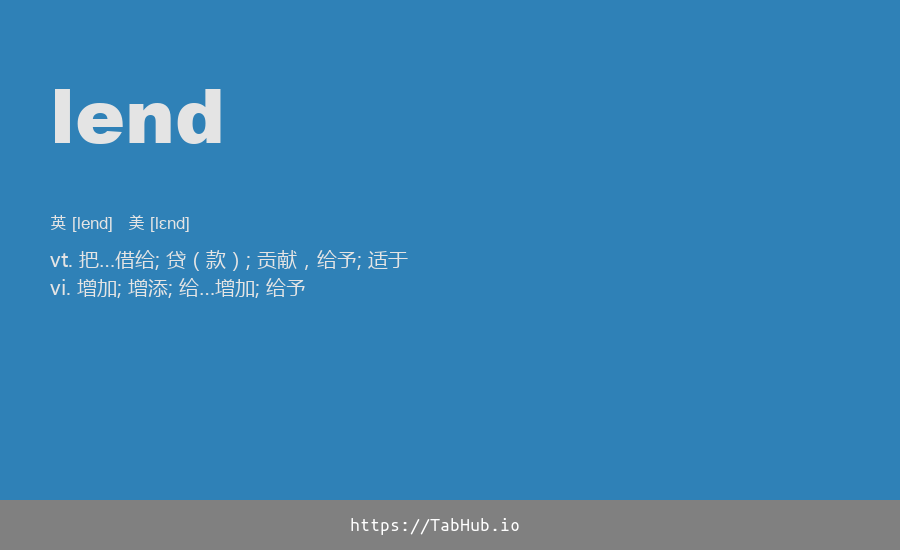 lend
英 [lend] 美 [lɛnd]
vt. 把...借给; 贷（款）; 贡献，给予; 适于
vi. 增加; 增添; 给...增加; 给予
https://TabHub.io